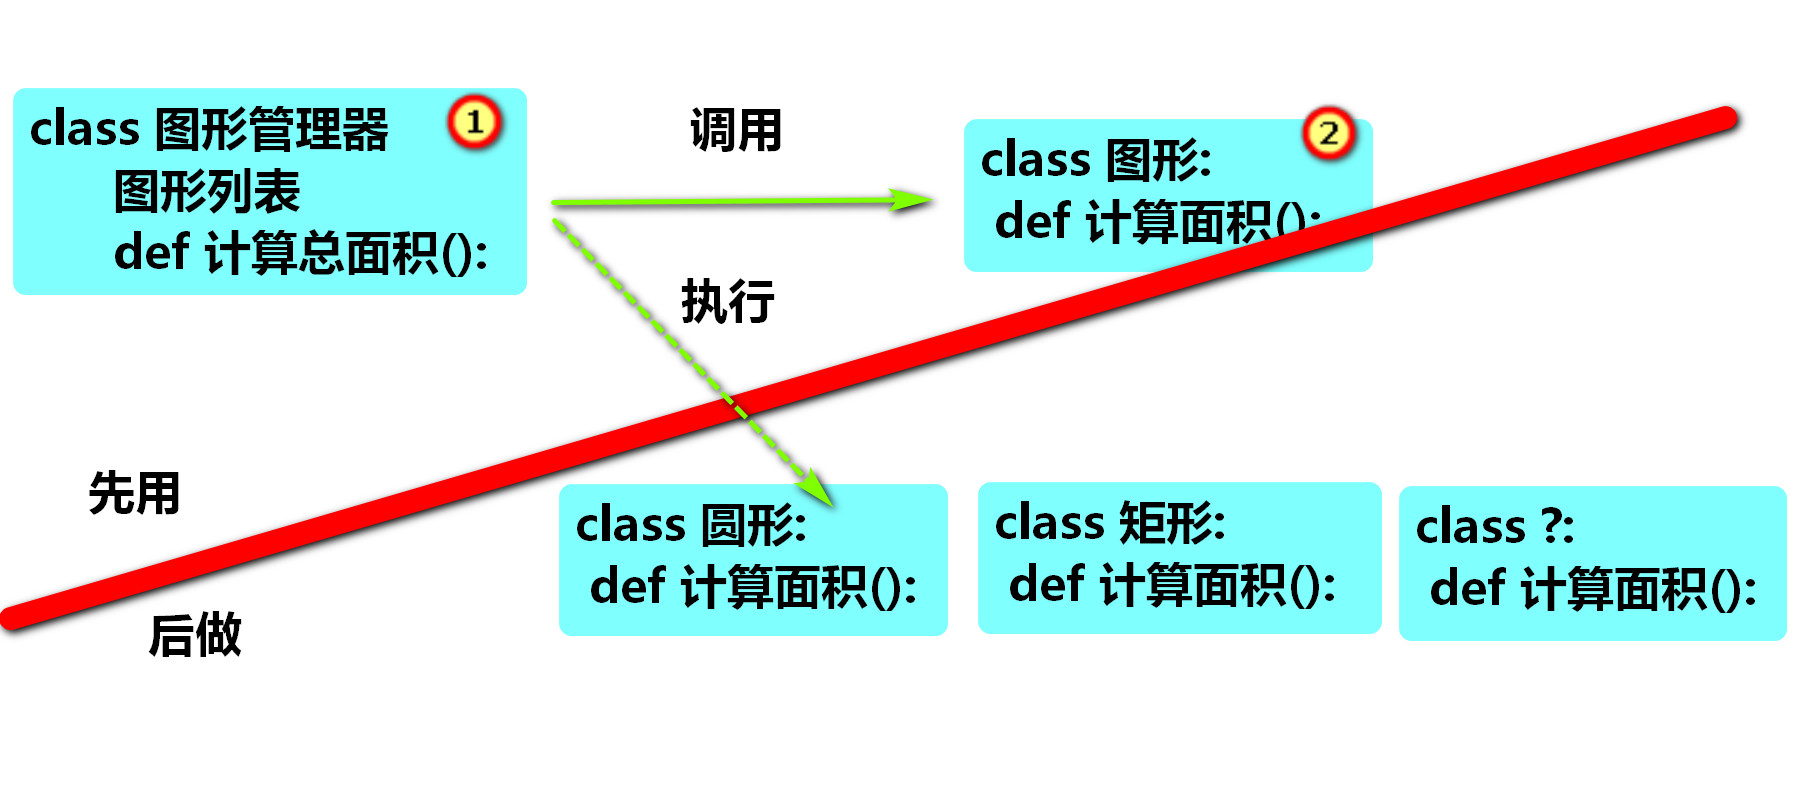 class 图形管理器
图形列表
def 计算总面积():
1
调用
2
class 图形:
def 计算面积():
执行
先用
后做
class 圆形:
def 计算面积():
class 矩形:
def 计算面积():
class ?:
def 计算面积():